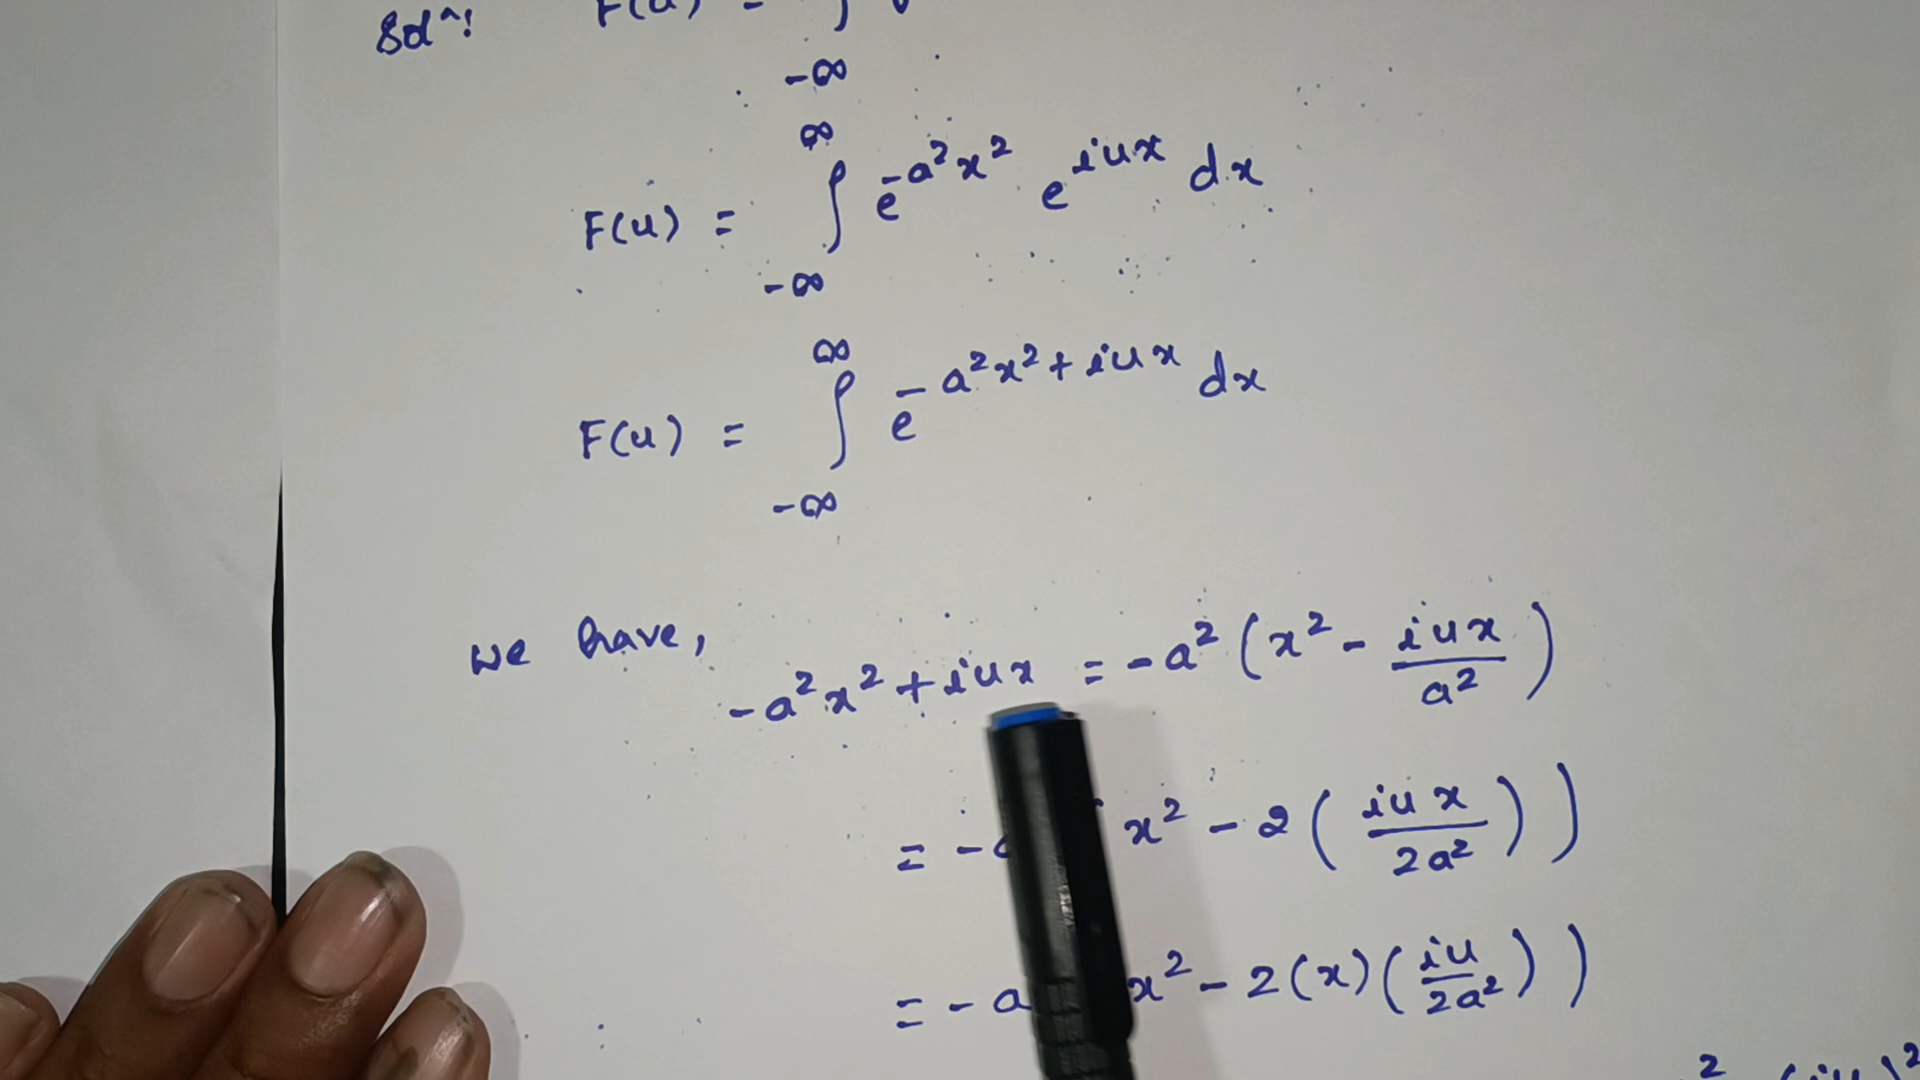 Solⁿ: F(u) = ∫
-∞
∞
F(u) = ∫ e^{-a²x²} e^{iux} dx
-∞
∞
F(u) = ∫ e^{-a²x²+iux} dx
-∞
we have,
-a²x²+iux = -a² (x² - iux/a²)
= - x² - 2 (iux/2a²))
= -a x² - 2(x)(iu/2a²))